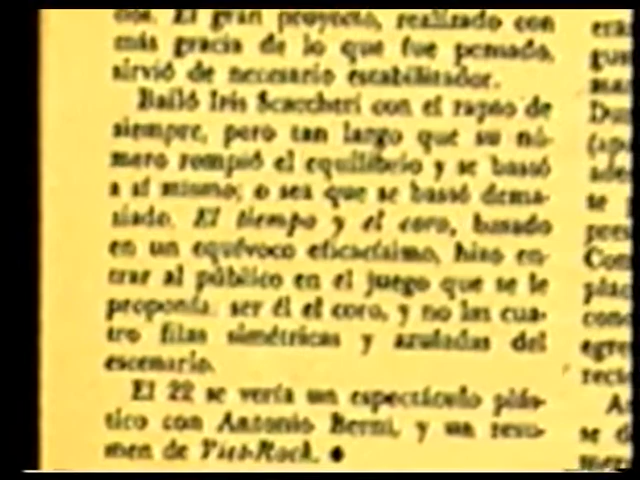 dos. El gran proyecto, realizado con
más gracia de lo que fue pensado,
sirvió de necesario estabilizador.
Bailó Iris Scaccheri con el rapto de
siempre, pero tan largo que su nú-
mero rompió el equilibrio y se bastó
a sí mismo; o sea que se bastó dema-
siado. El tiempo y el coro, basado
en un equívoco eficacísimo, hizo en-
trar al público en el juego que se le
proponía: ser él el coro, y no las cua-
tro filas simétricas y azuladas del
escenario.
El 22 se vería un espectáculo plás-
tico con Antonio Berni, y un resu-
men de Viet-Rock.